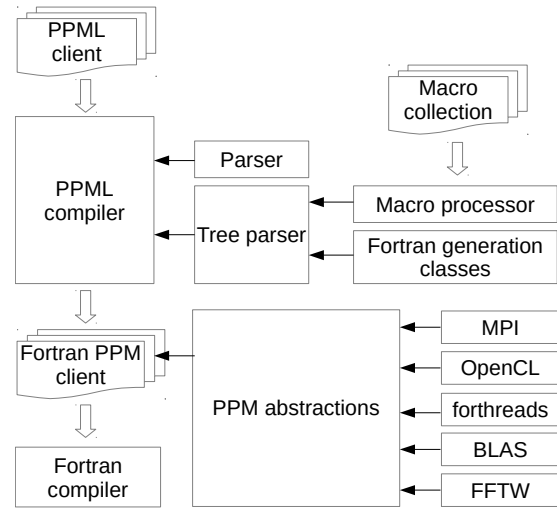 PPML
client
Macro
collection
PPML
compiler
Parser
Tree parser
Macro processor
Fortran generation
classes
Fortran PPM
client
PPM abstractions
MPI
OpenCL
forthreads
BLAS
FFTW
Fortran
compiler